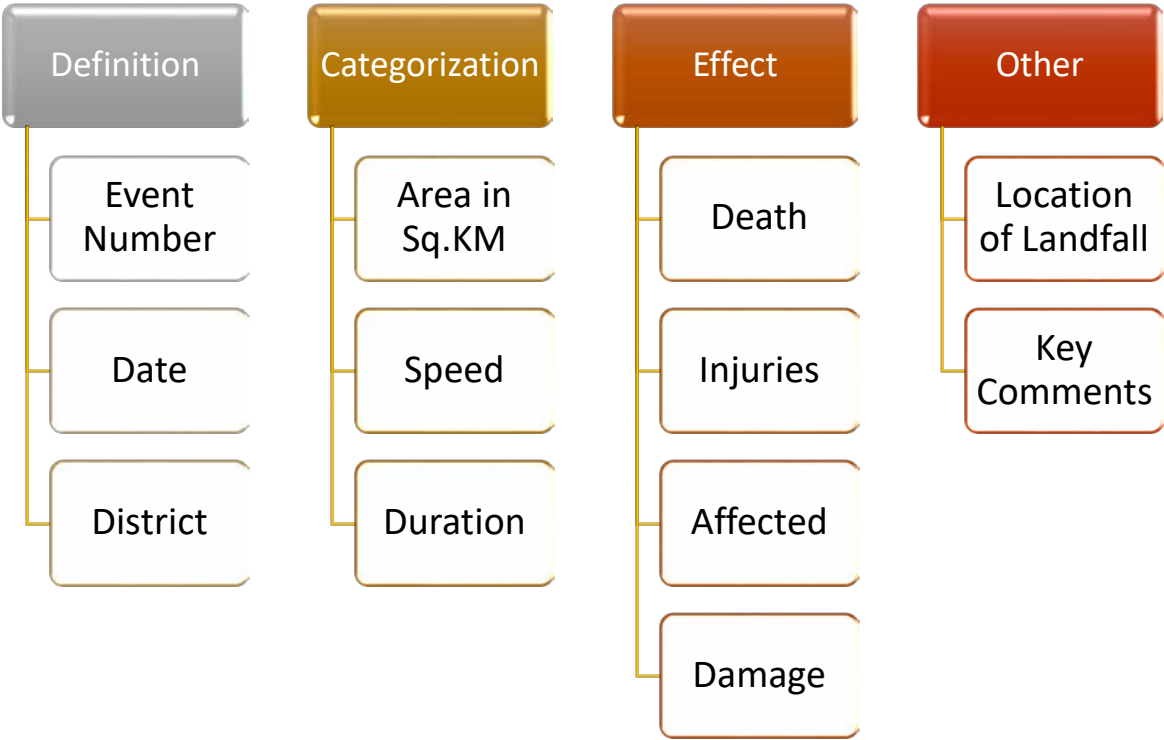 Definition
Event
Number
Date
District
Categorization
Area in
Sq.KM
Speed
Duration
Effect
Death
Injuries
Affected
Damage
Other
Location
of Landfall
Key
Comments